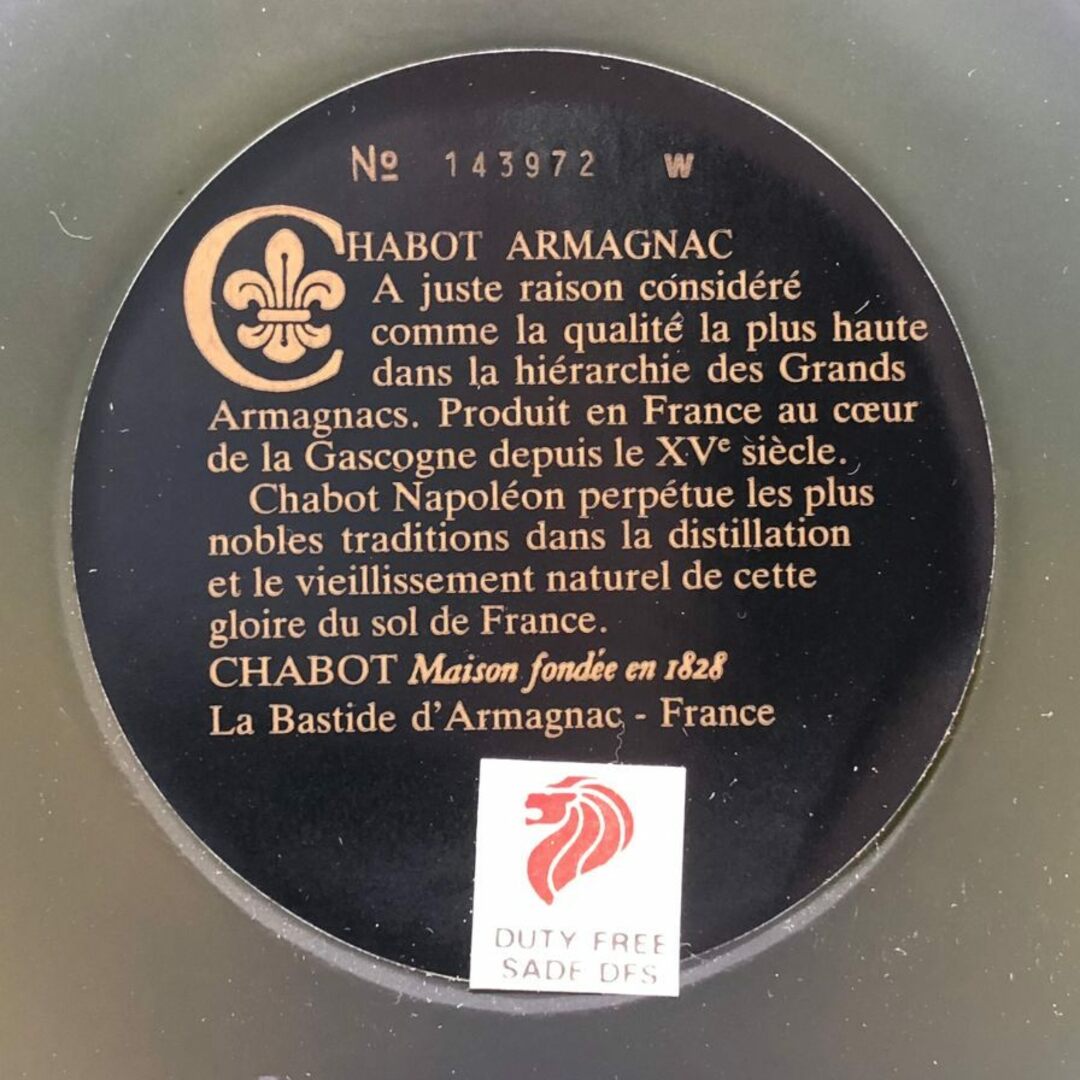 Nº 143972 W
CHABOT ARMAGNAC
A juste raison considéré
comme la qualité la plus haute
dans la hiérarchie des Grands
Armagnacs. Produit en France au cœur
de la Gascogne depuis le XVe siècle.
Chabot Napoléon perpétue les plus
nobles traditions dans la distillation
et le vieillissement naturel de cette
gloire du sol de France.
CHABOT Maison fondée en 1828
La Bastide d'Armagnac - France
DUTY FREE
SADE DFS